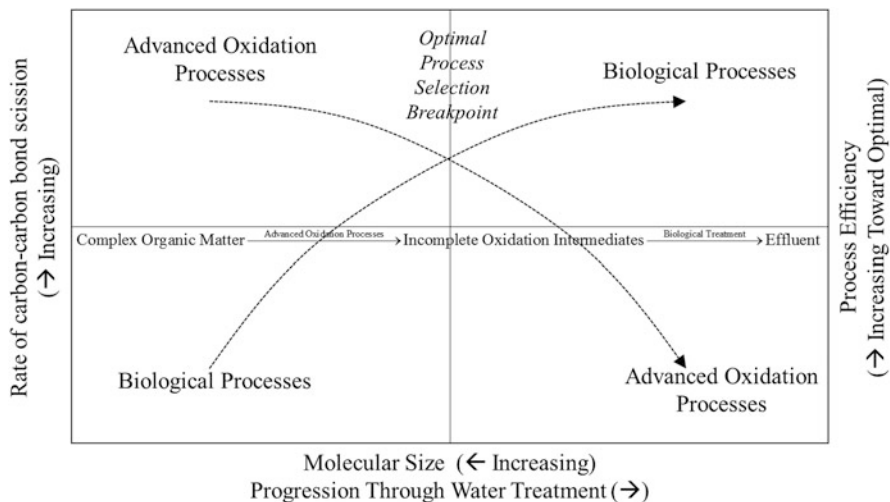 Advanced Oxidation
Processes
Optimal
Process
Selection
Breakpoint
Biological Processes
Rate of carbon-carbon bond scission
(→ Increasing)
Process Efficiency
(→ Increasing Toward Optimal)
Complex Organic Matter Advanced Oxidation Processes Incomplete Oxidation Intermediates Biological Treatment Effluent
Biological Processes
Advanced Oxidation
Processes
Molecular Size (← Increasing)
Progression Through Water Treatment (→)